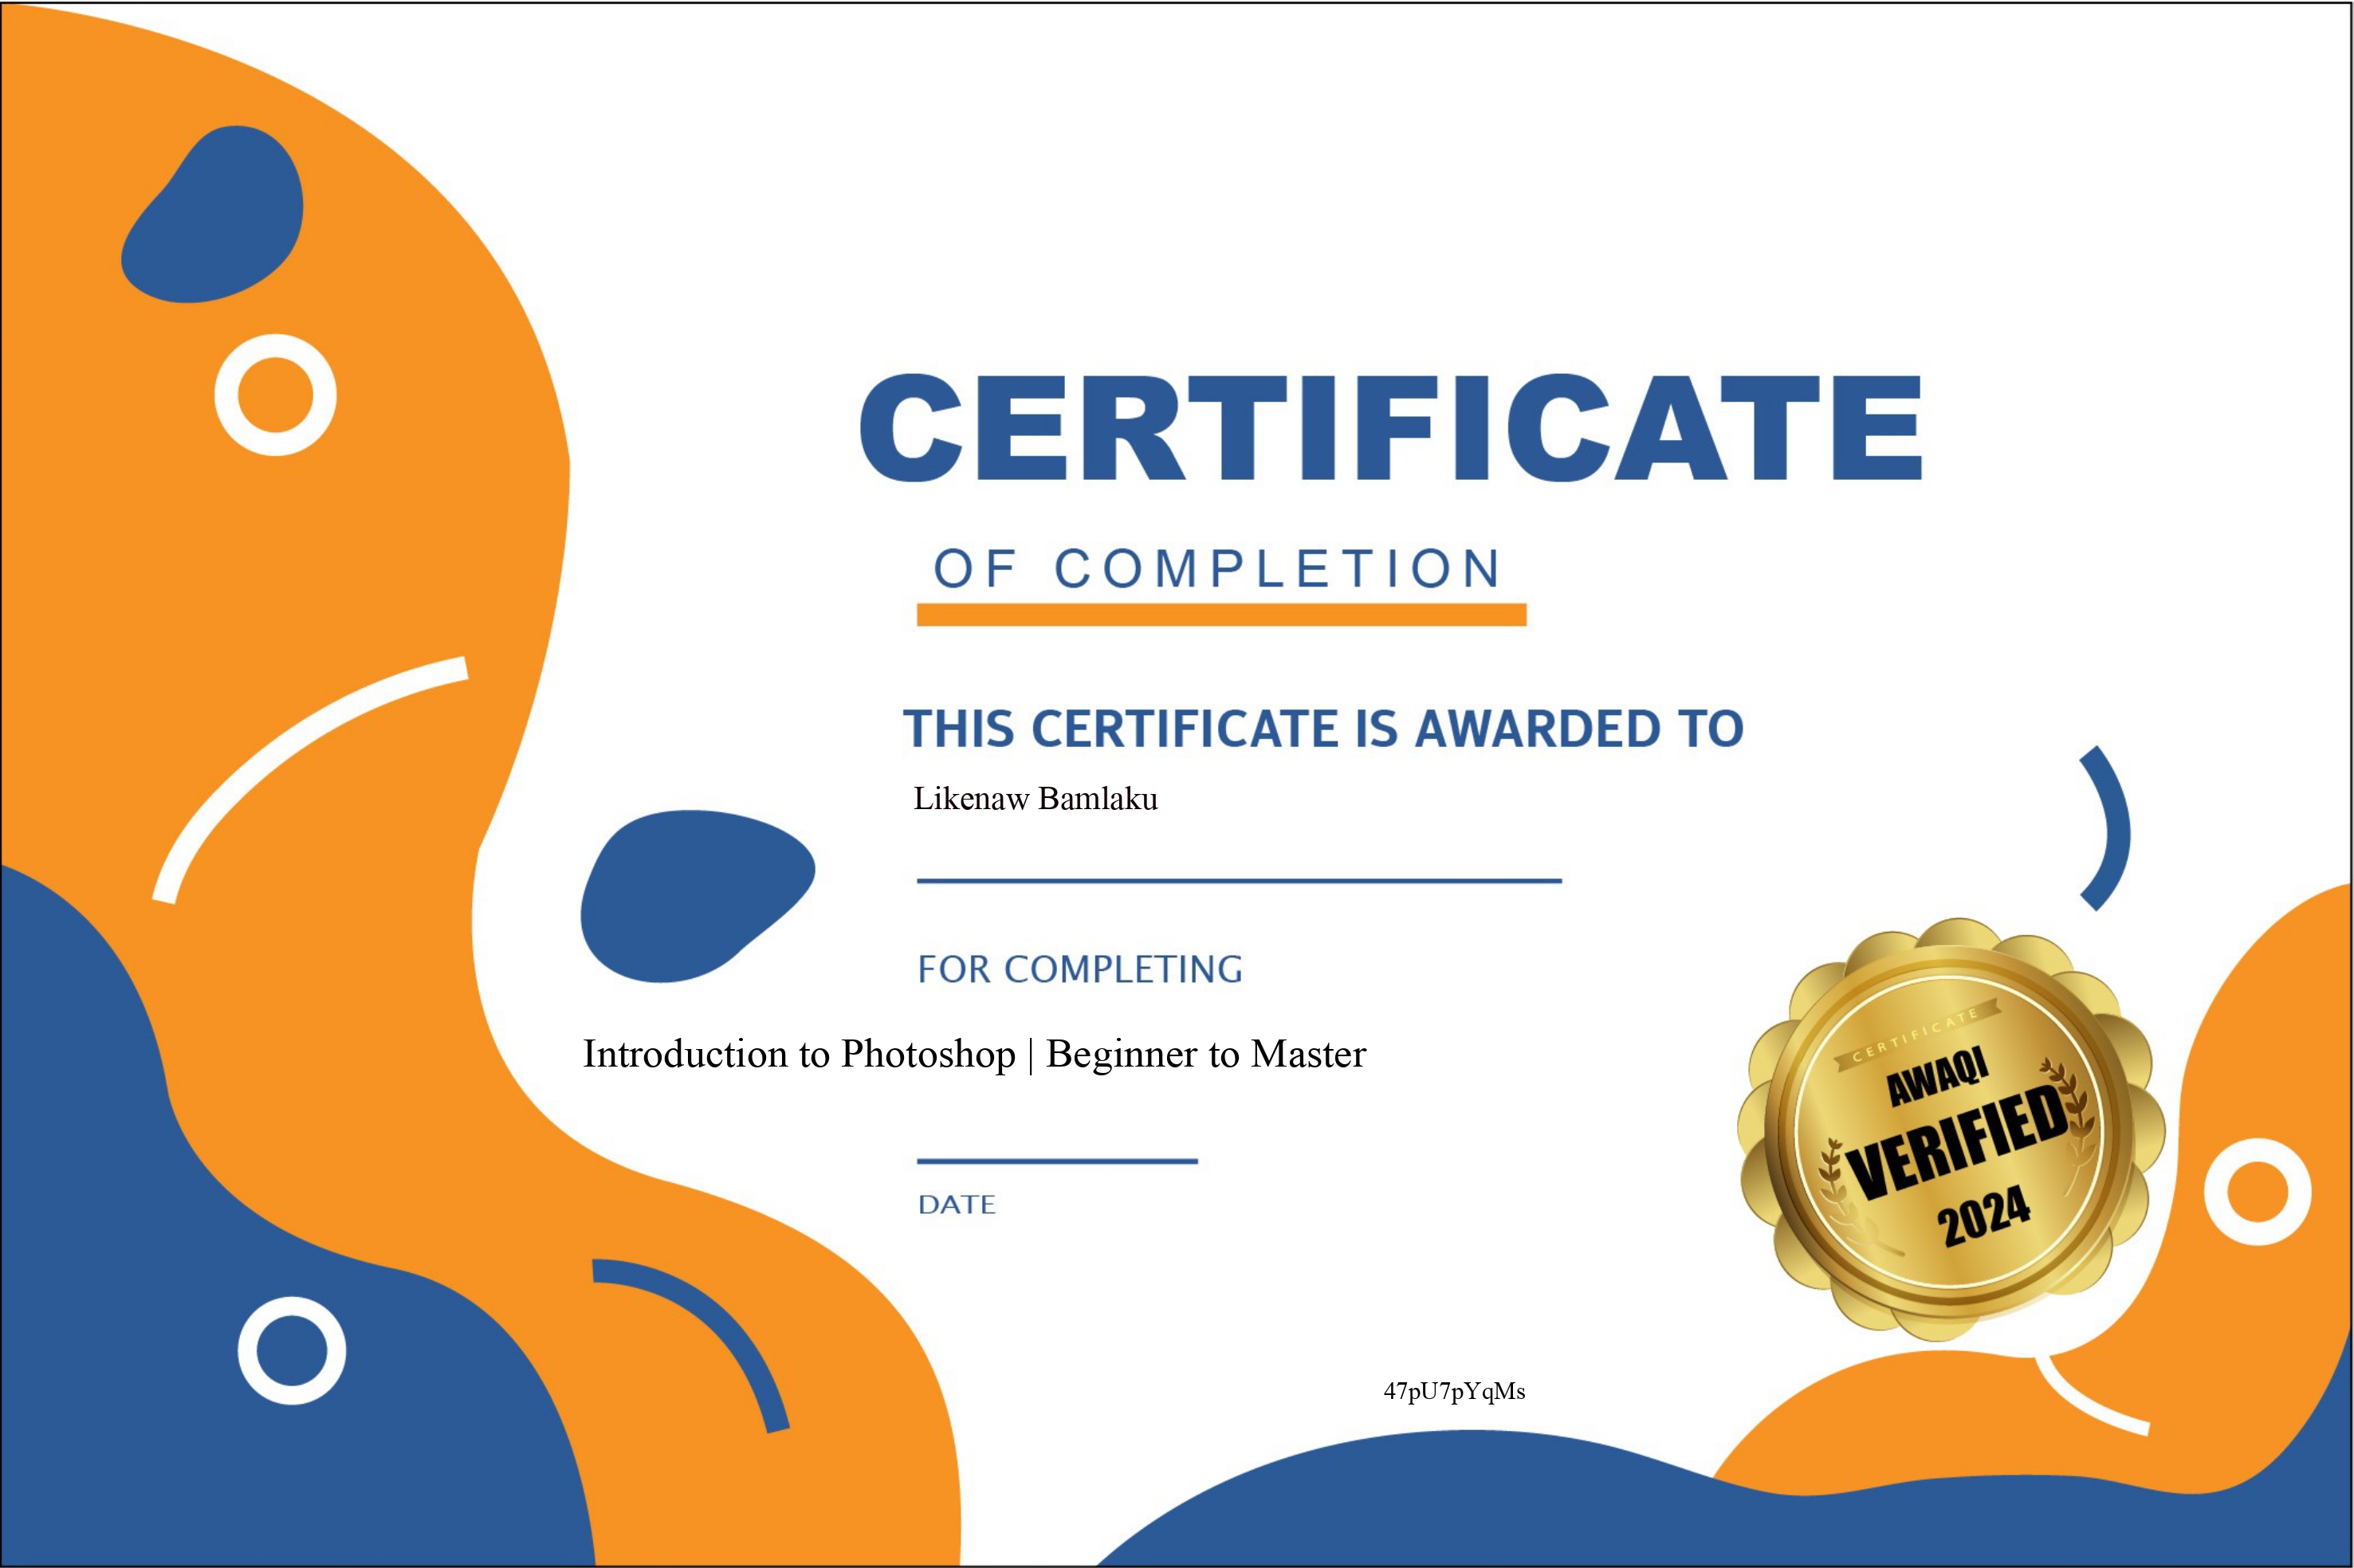 CERTIFICATE
OF COMPLETION
THIS CERTIFICATE IS AWARDED TO
Likenaw Bamlaku
FOR COMPLETING
Introduction to Photoshop | Beginner to Master
CERTIFICATE
AWAQI
VERIFIED
2024
DATE
47pU7pYqMs